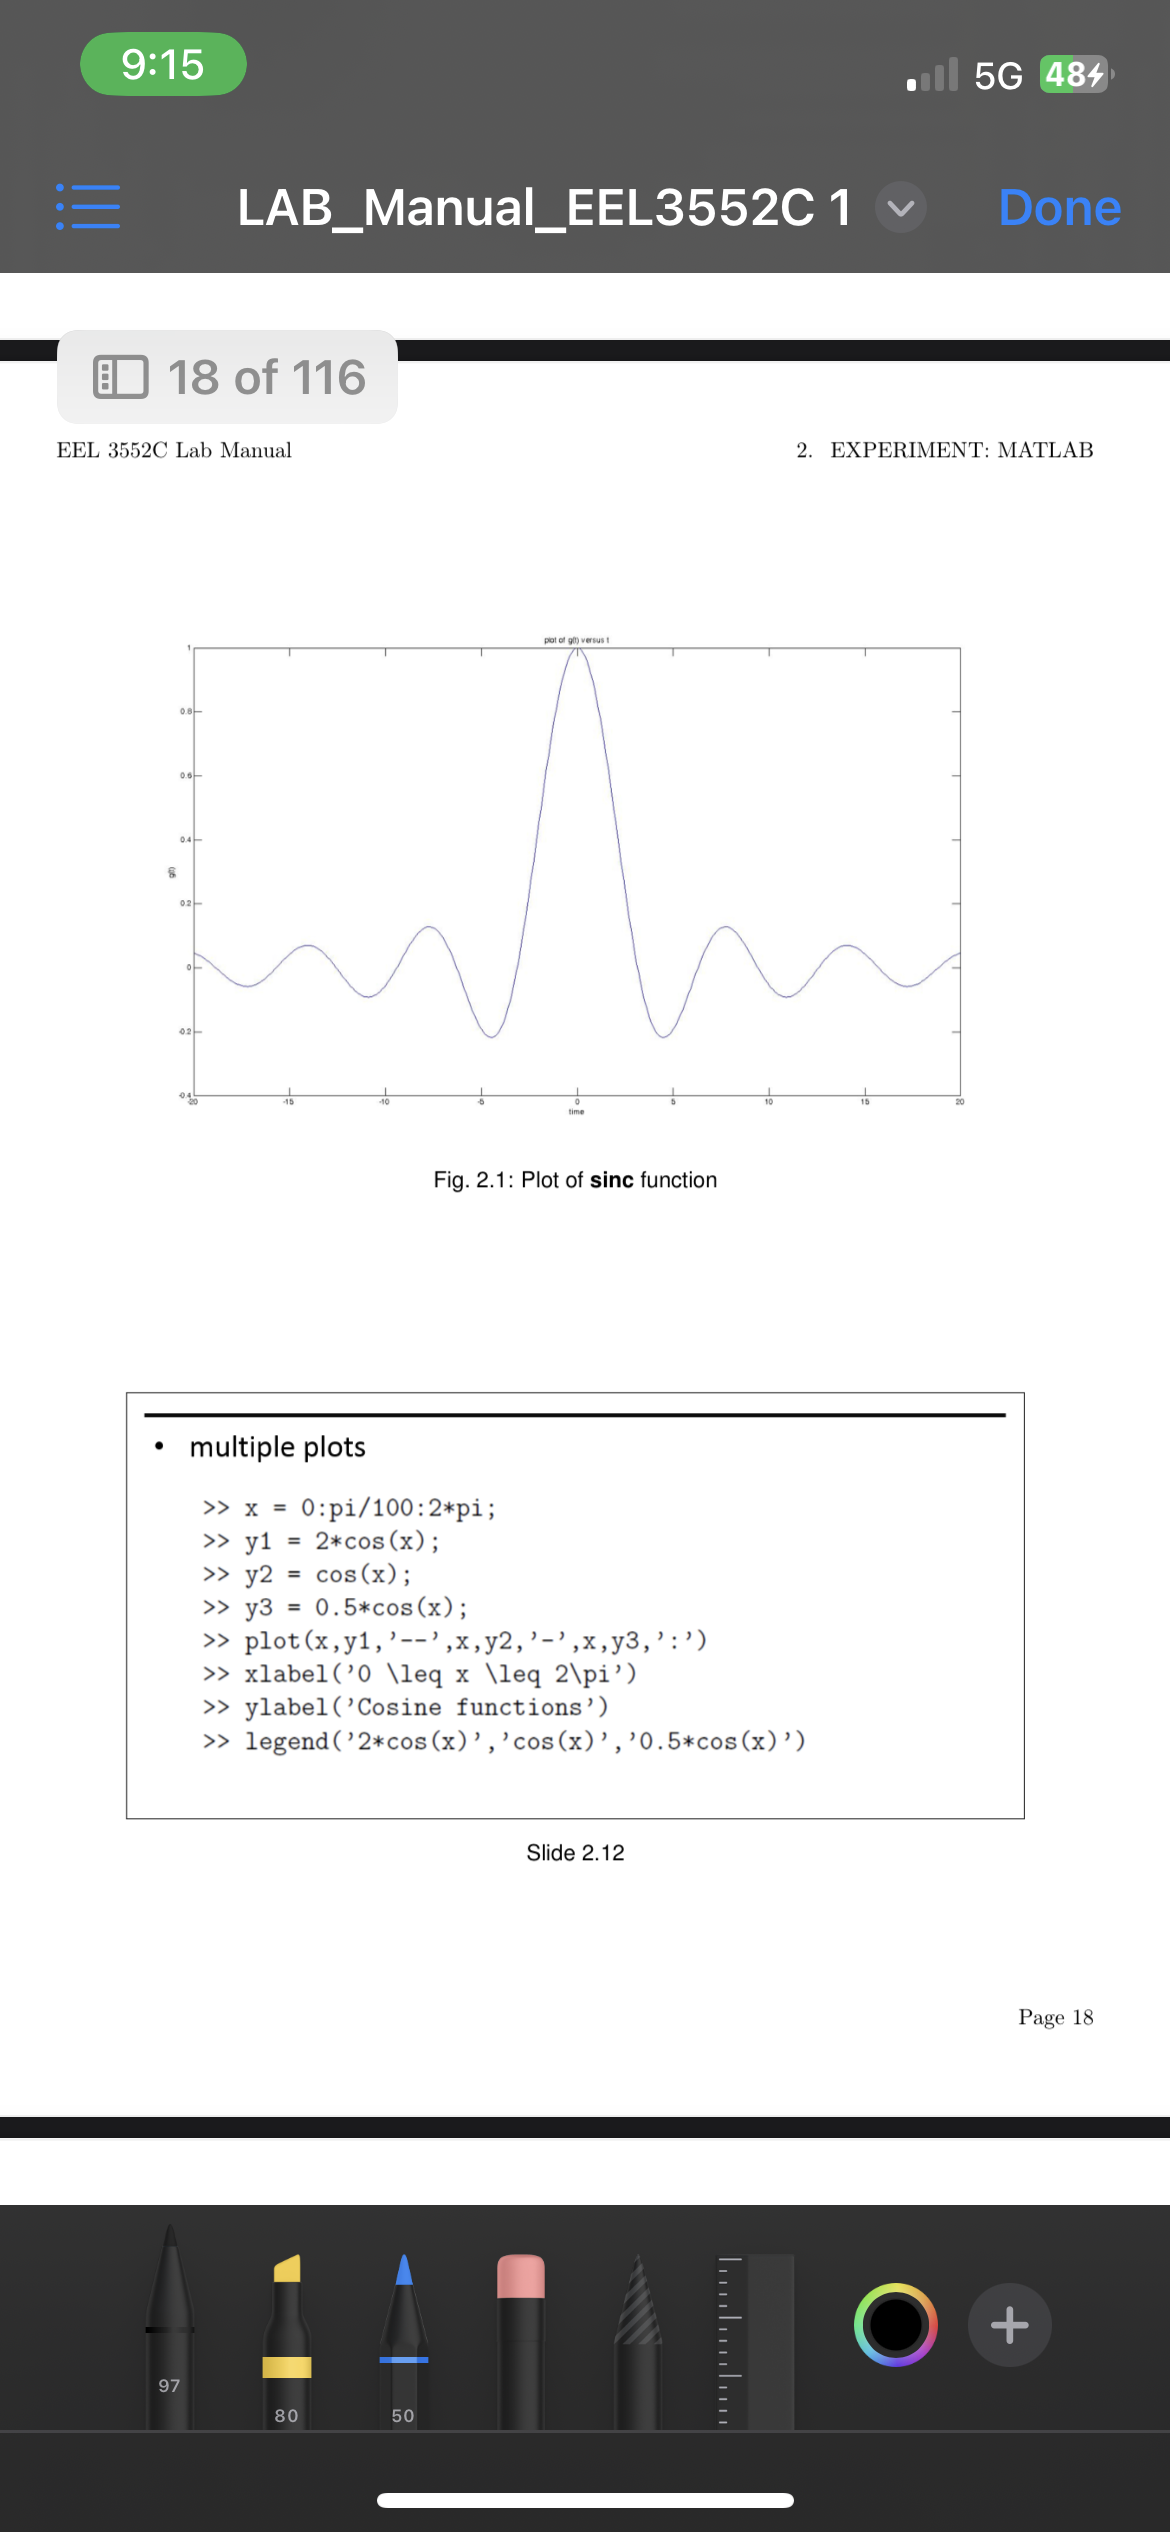 9:15
5G 48
LAB_Manual_EEL3552C 1
Done
18 of 116
EEL 3552C Lab Manual
2. EXPERIMENT: MATLAB
plot of g(t) versus t
1
0.8
0.6
0.4
g(t)
0.2
0
-0.2
-0.4
-20 -15 -10 -5 0 5 10 15 20
time
Fig. 2.1: Plot of sinc function
• multiple plots
>> x = 0:pi/100:2*pi;
>> y1 = 2*cos(x);
>> y2 = cos(x);
>> y3 = 0.5*cos(x);
>> plot(x,y1,’--’,x,y2,’-’,x,y3,’:’)
>> xlabel(’0 \leq x \leq 2\pi’)
>> ylabel(’Cosine functions’)
>> legend(’2*cos(x)’,’cos(x)’,’0.5*cos(x)’)
Slide 2.12
Page 18
97
80
50